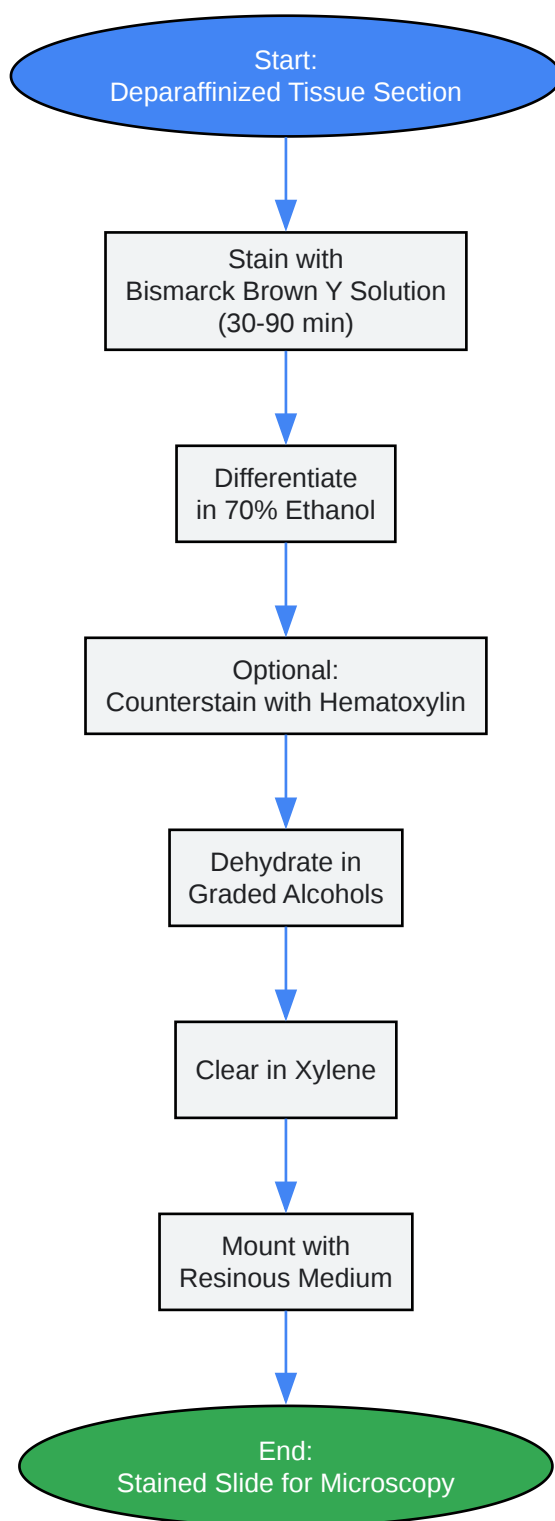 Start:
Deparaffinized Tissue Section
Stain with
Bismarck Brown Y Solution
(30-90 min)
Differentiate
in 70% Ethanol
Optional:
Counterstain with Hematoxylin
Dehydrate in
Graded Alcohols
Clear in Xylene
Mount with
Resinous Medium
End:
Stained Slide for Microscopy